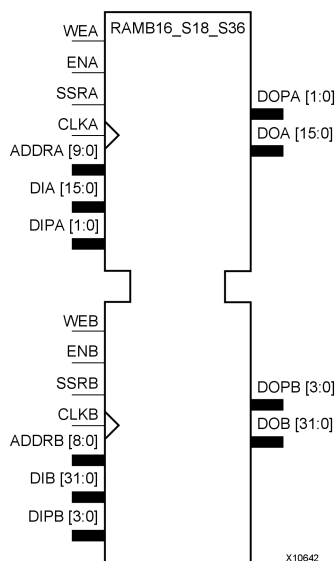 RAMB16_S18_S36
WEA
ENA
SSRA
CLKA
ADDRA [9:0]
DIA [15:0]
DIPA [1:0]
DOPA [1:0]
DOA [15:0]
WEB
ENB
SSRB
CLKB
ADDRB [8:0]
DIB [31:0]
DIPB [3:0]
DOPB [3:0]
DOB [31:0]
X10642